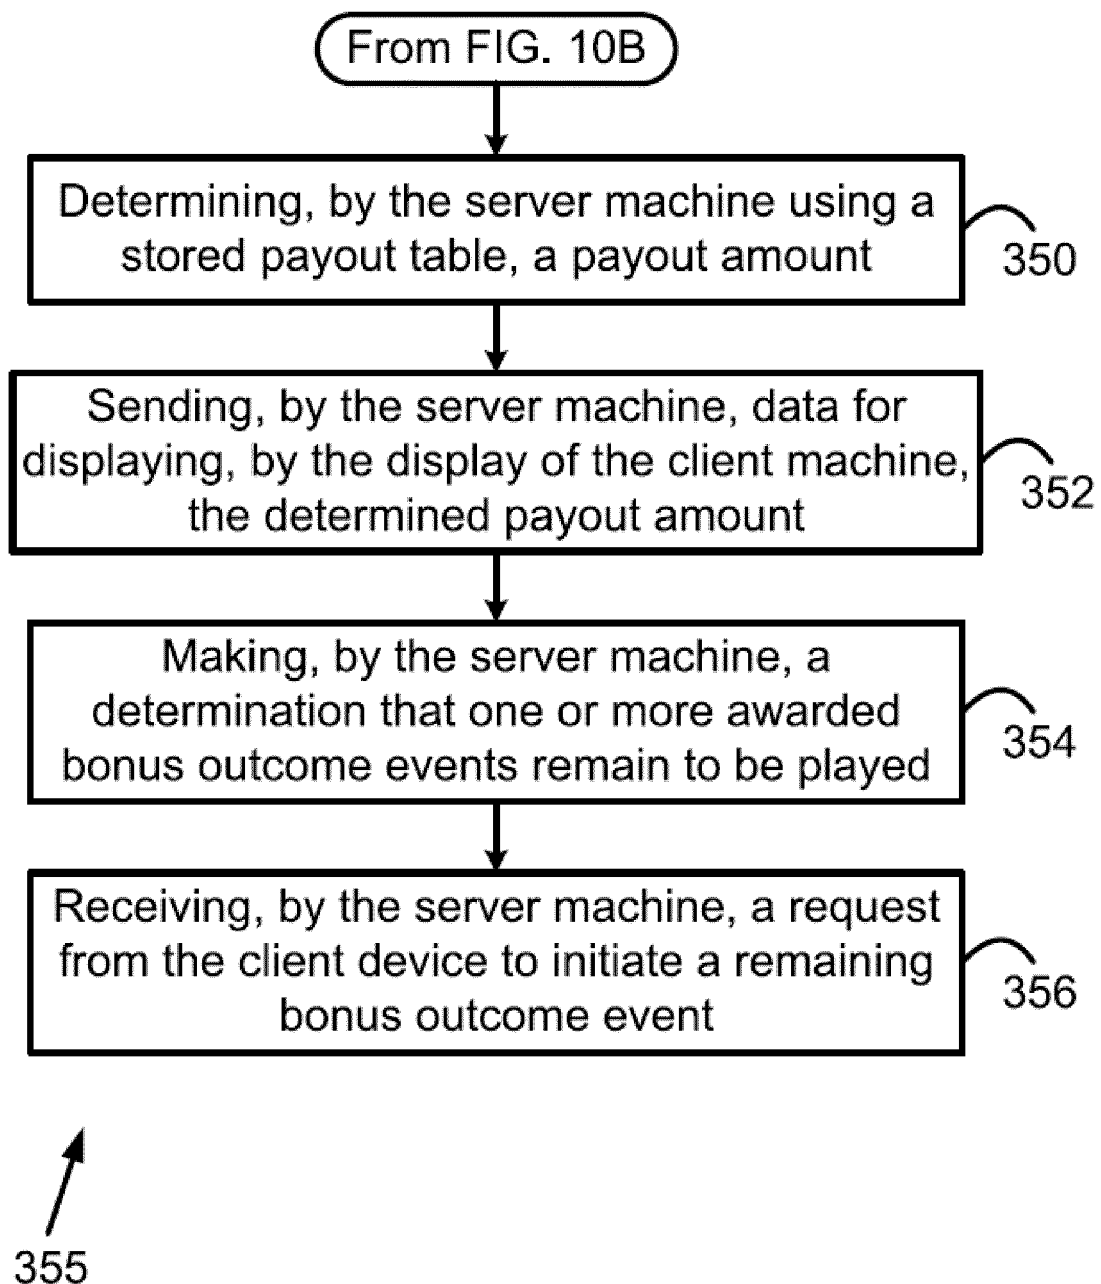 From FIG. 10B
Determining, by the server machine using a
stored payout table, a payout amount
350
Sending, by the server machine, data for
displaying, by the display of the client machine,
the determined payout amount
352
Making, by the server machine, a
determination that one or more awarded
bonus outcome events remain to be played
354
Receiving, by the server machine, a request
from the client device to initiate a remaining
bonus outcome event
356
355